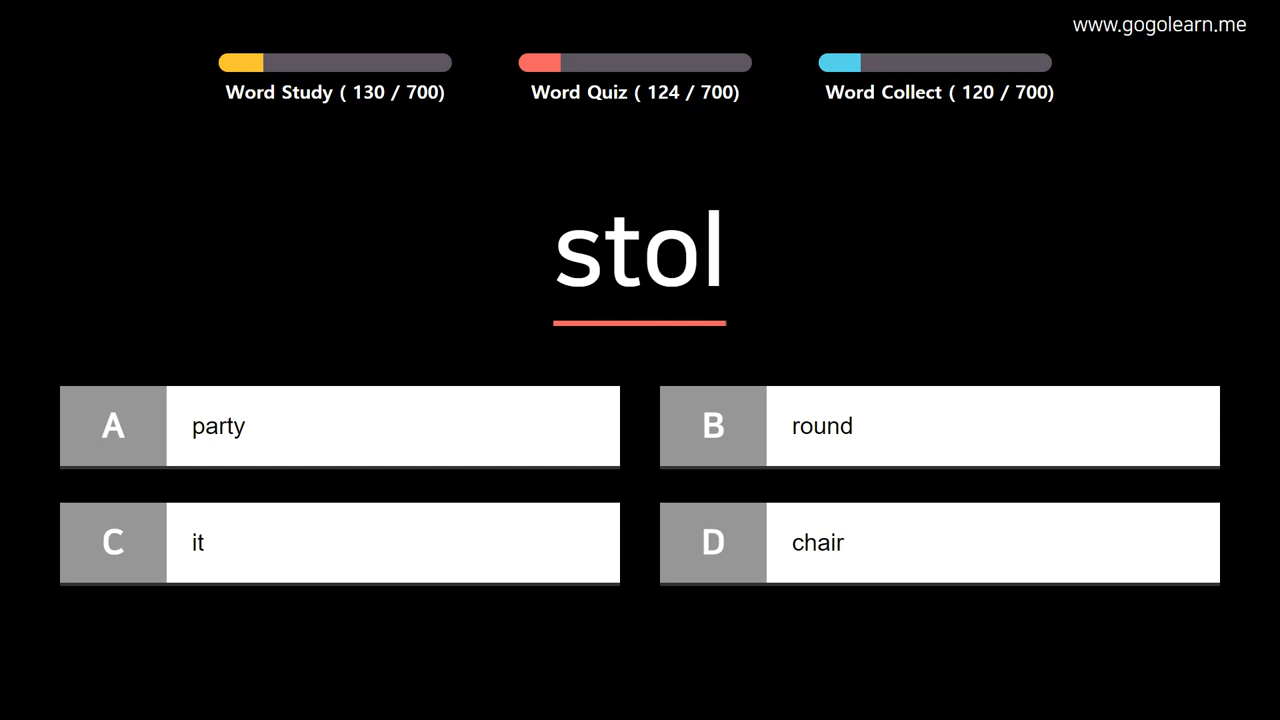 www.gogolearn.me
Word Study ( 130 / 700)
Word Quiz ( 124 / 700)
Word Collect ( 120 / 700)
stol
A party
B round
C it
D chair